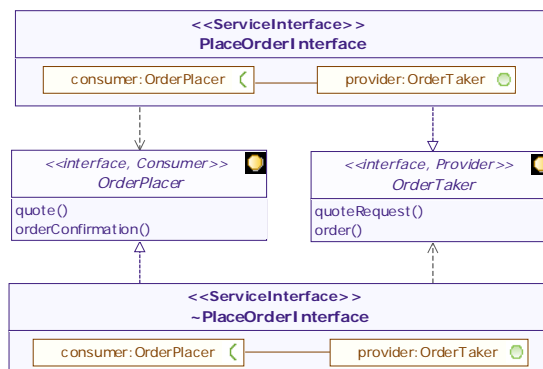 <<ServiceInterface>>
PlaceOrderInterface
consumer:OrderPlacer
provider:OrderTaker
<<interface, Consumer>>
OrderPlacer
quote()
orderConfirmation()
<<interface, Provider>>
OrderTaker
quoteRequest()
order()
<<ServiceInterface>>
~PlaceOrderInterface
consumer:OrderPlacer
provider:OrderTaker